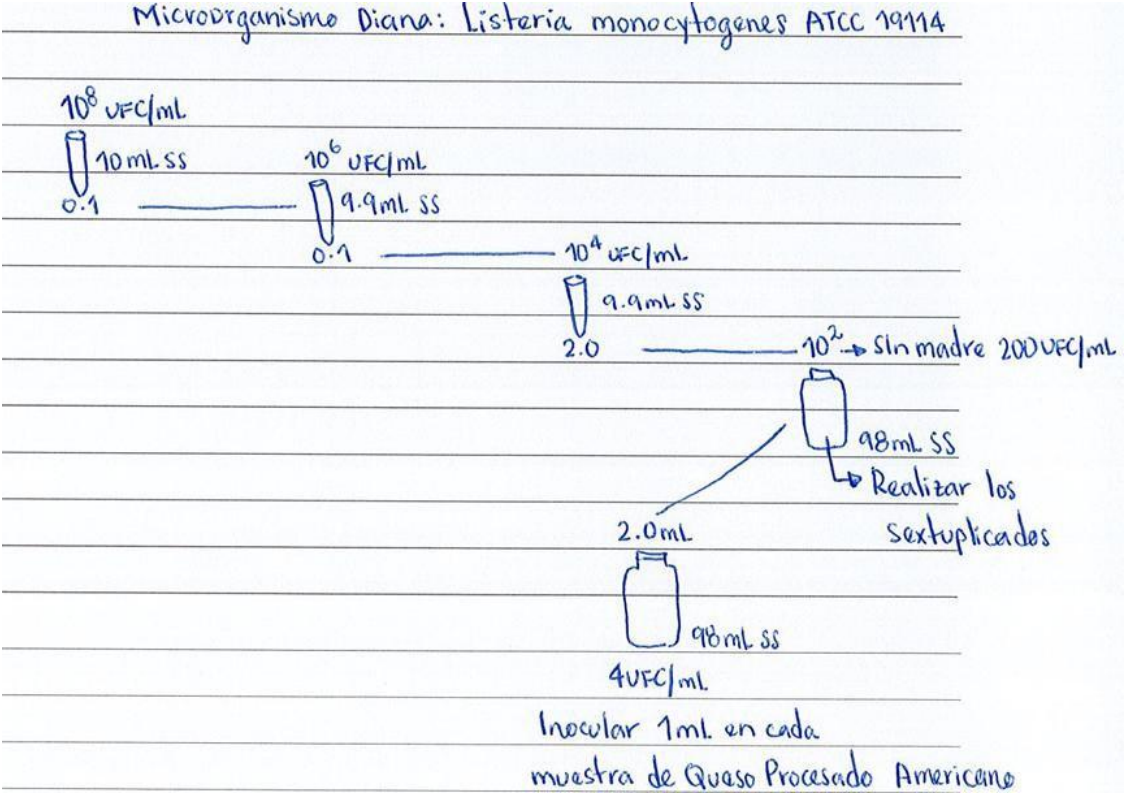 Microorganismo Diana: Listeria monocytogenes ATCC 19114
10⁸ UFC/mL
10 mL SS
0.1
10⁶ UFC/mL
9.9 mL SS
0.1
10⁴ UFC/mL
9.9 mL SS
2.0
10² → Sln madre 200 UFC/mL
98 mL SS
Realizar los
sextuplicados
2.0 mL
98 mL SS
4 UFC/mL
Inocular 1 mL en cada
muestra de Queso Procesado Americano